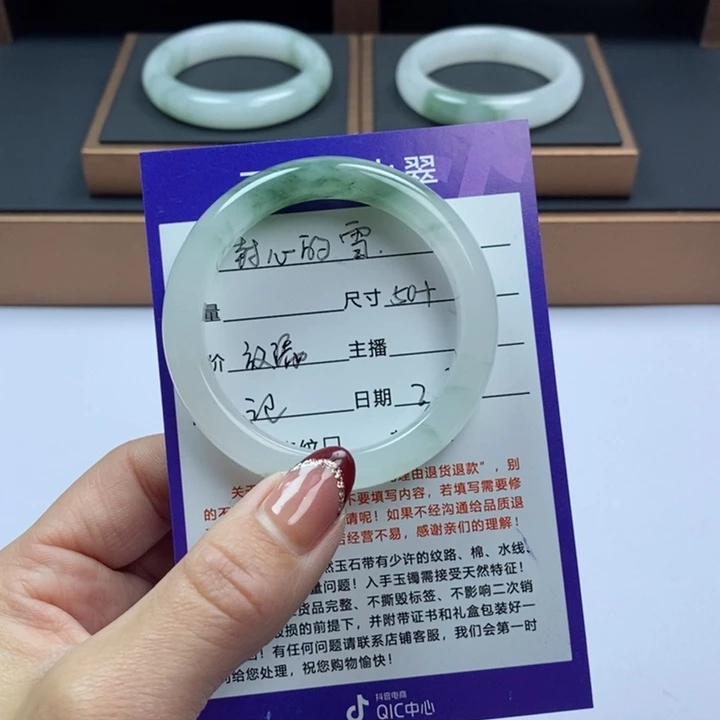 翠
封心的雪.
量 尺寸 50+
价 主播
记 日期 2
纹口
关 理由退货退款”,别
的不 不要填写内容,若填写需要修
请呢!如果不经沟通给品质退
经营不易,感谢亲们的理解!
然玉石带有少许的纹路、棉、水线、
量问题!入手玉镯需接受天然特征!
货品完整、不撕毁标签、不影响二次销
破损的前提下,并附带证书和礼盒包装好一
!有任何问题请联系店铺客服,我们会第一时
间给您处理,祝您购物愉快!
抖音电商
QIC中心